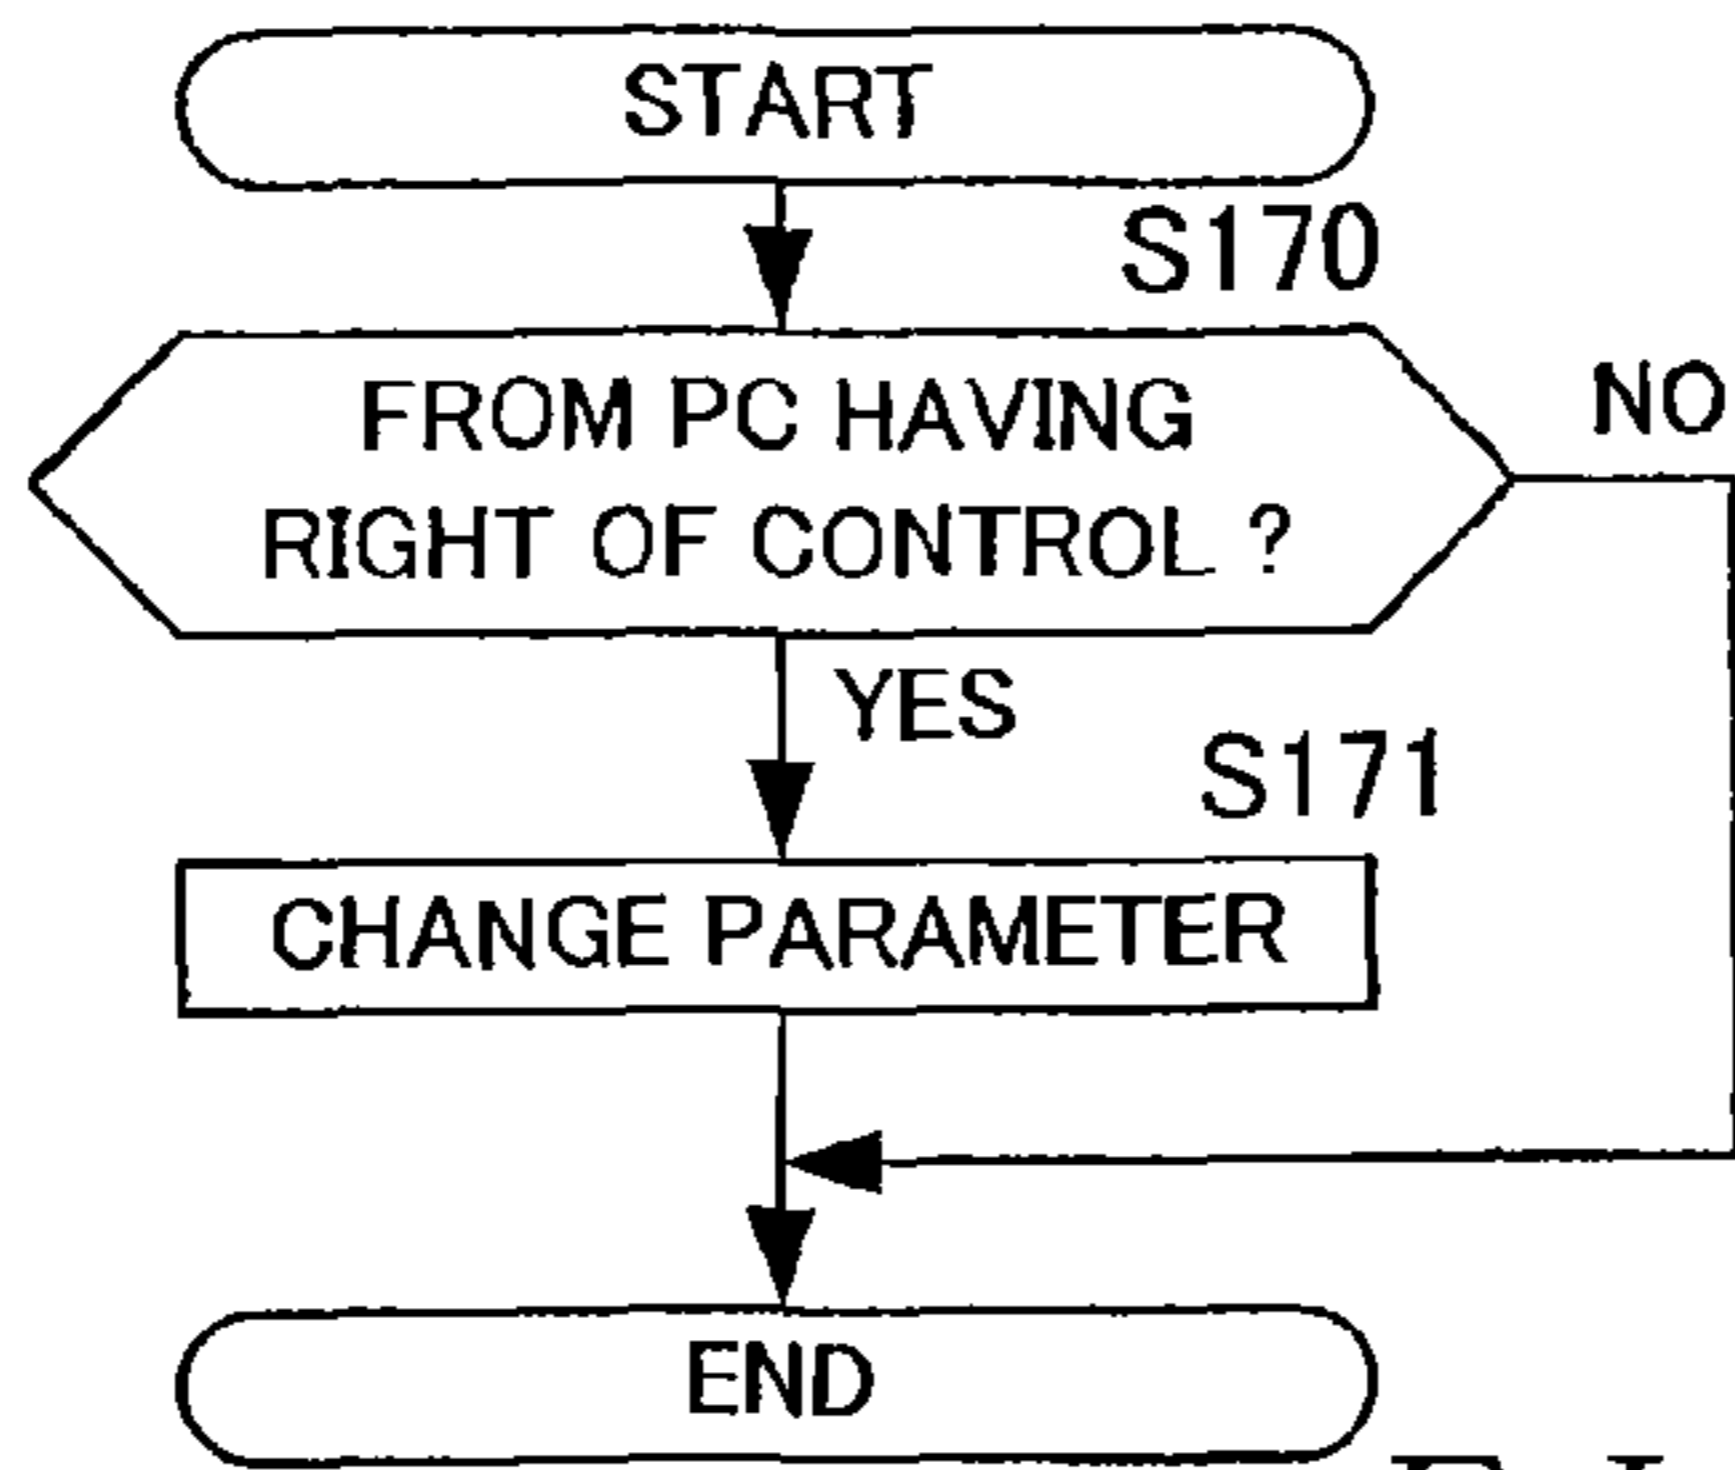 START
S170
FROM PC HAVING
RIGHT OF CONTROL ?
NO
YES
S171
CHANGE PARAMETER
END